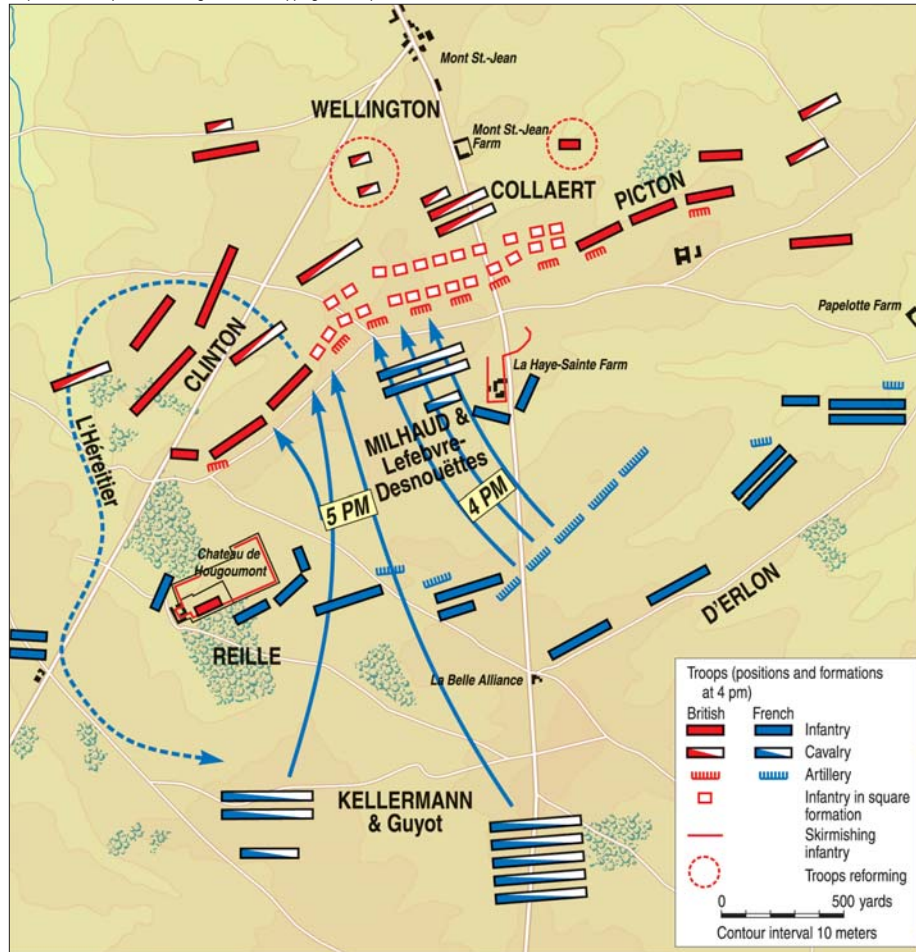 Mont St.-Jean
WELLINGTON
Mont St.-Jean
Farm
COLLAERT
PICTON
Papelotte Farm
CLINTON
La Haye-Sainte Farm
L'Héreitier
MILHAUD &
Lefebvre-
Desnouëttes
5 PM
4 PM
Chateau de
Hougoumont
D'ERLON
REILLE
La Belle Alliance
KELLERMANN
& Guyot
Troops (positions and formations
at 4 pm)
British French
Infantry
Cavalry
Artillery
Infantry in square
formation
Skirmishing
infantry
Troops reforming
0 500 yards
Contour interval 10 meters